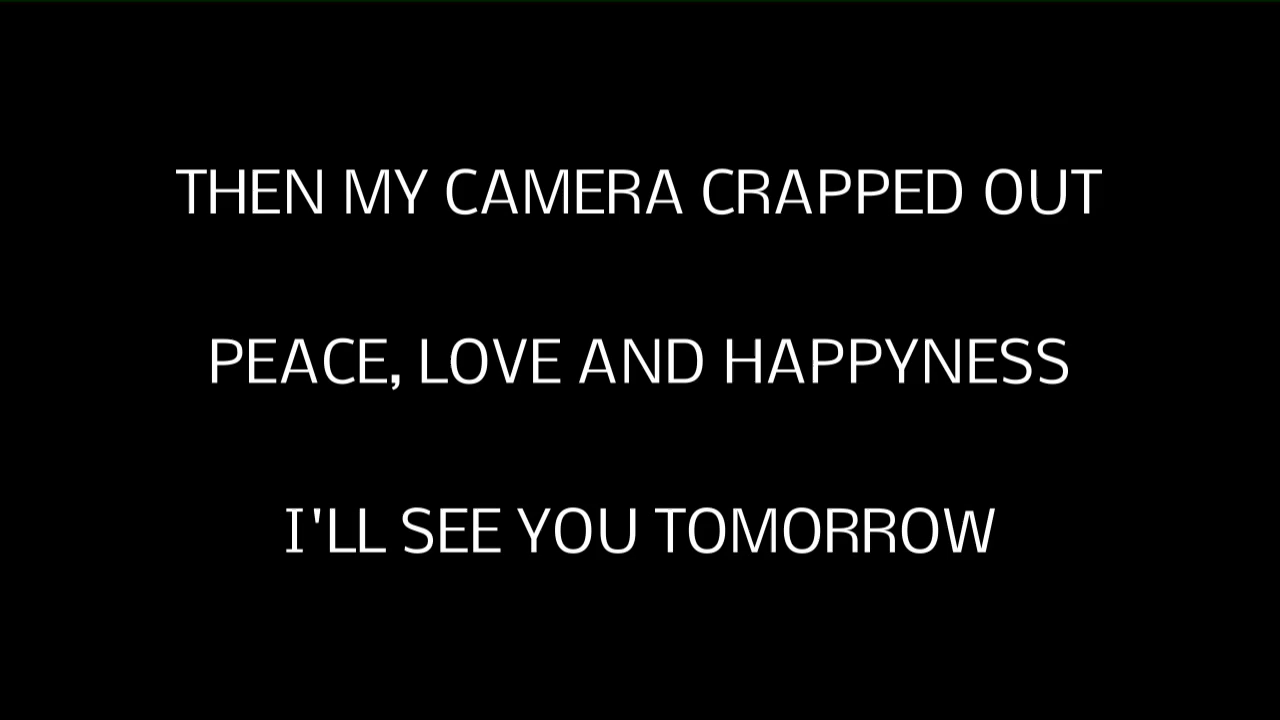 THEN MY CAMERA CRAPPED OUT
PEACE, LOVE AND HAPPYNESS
I'LL SEE YOU TOMORROW